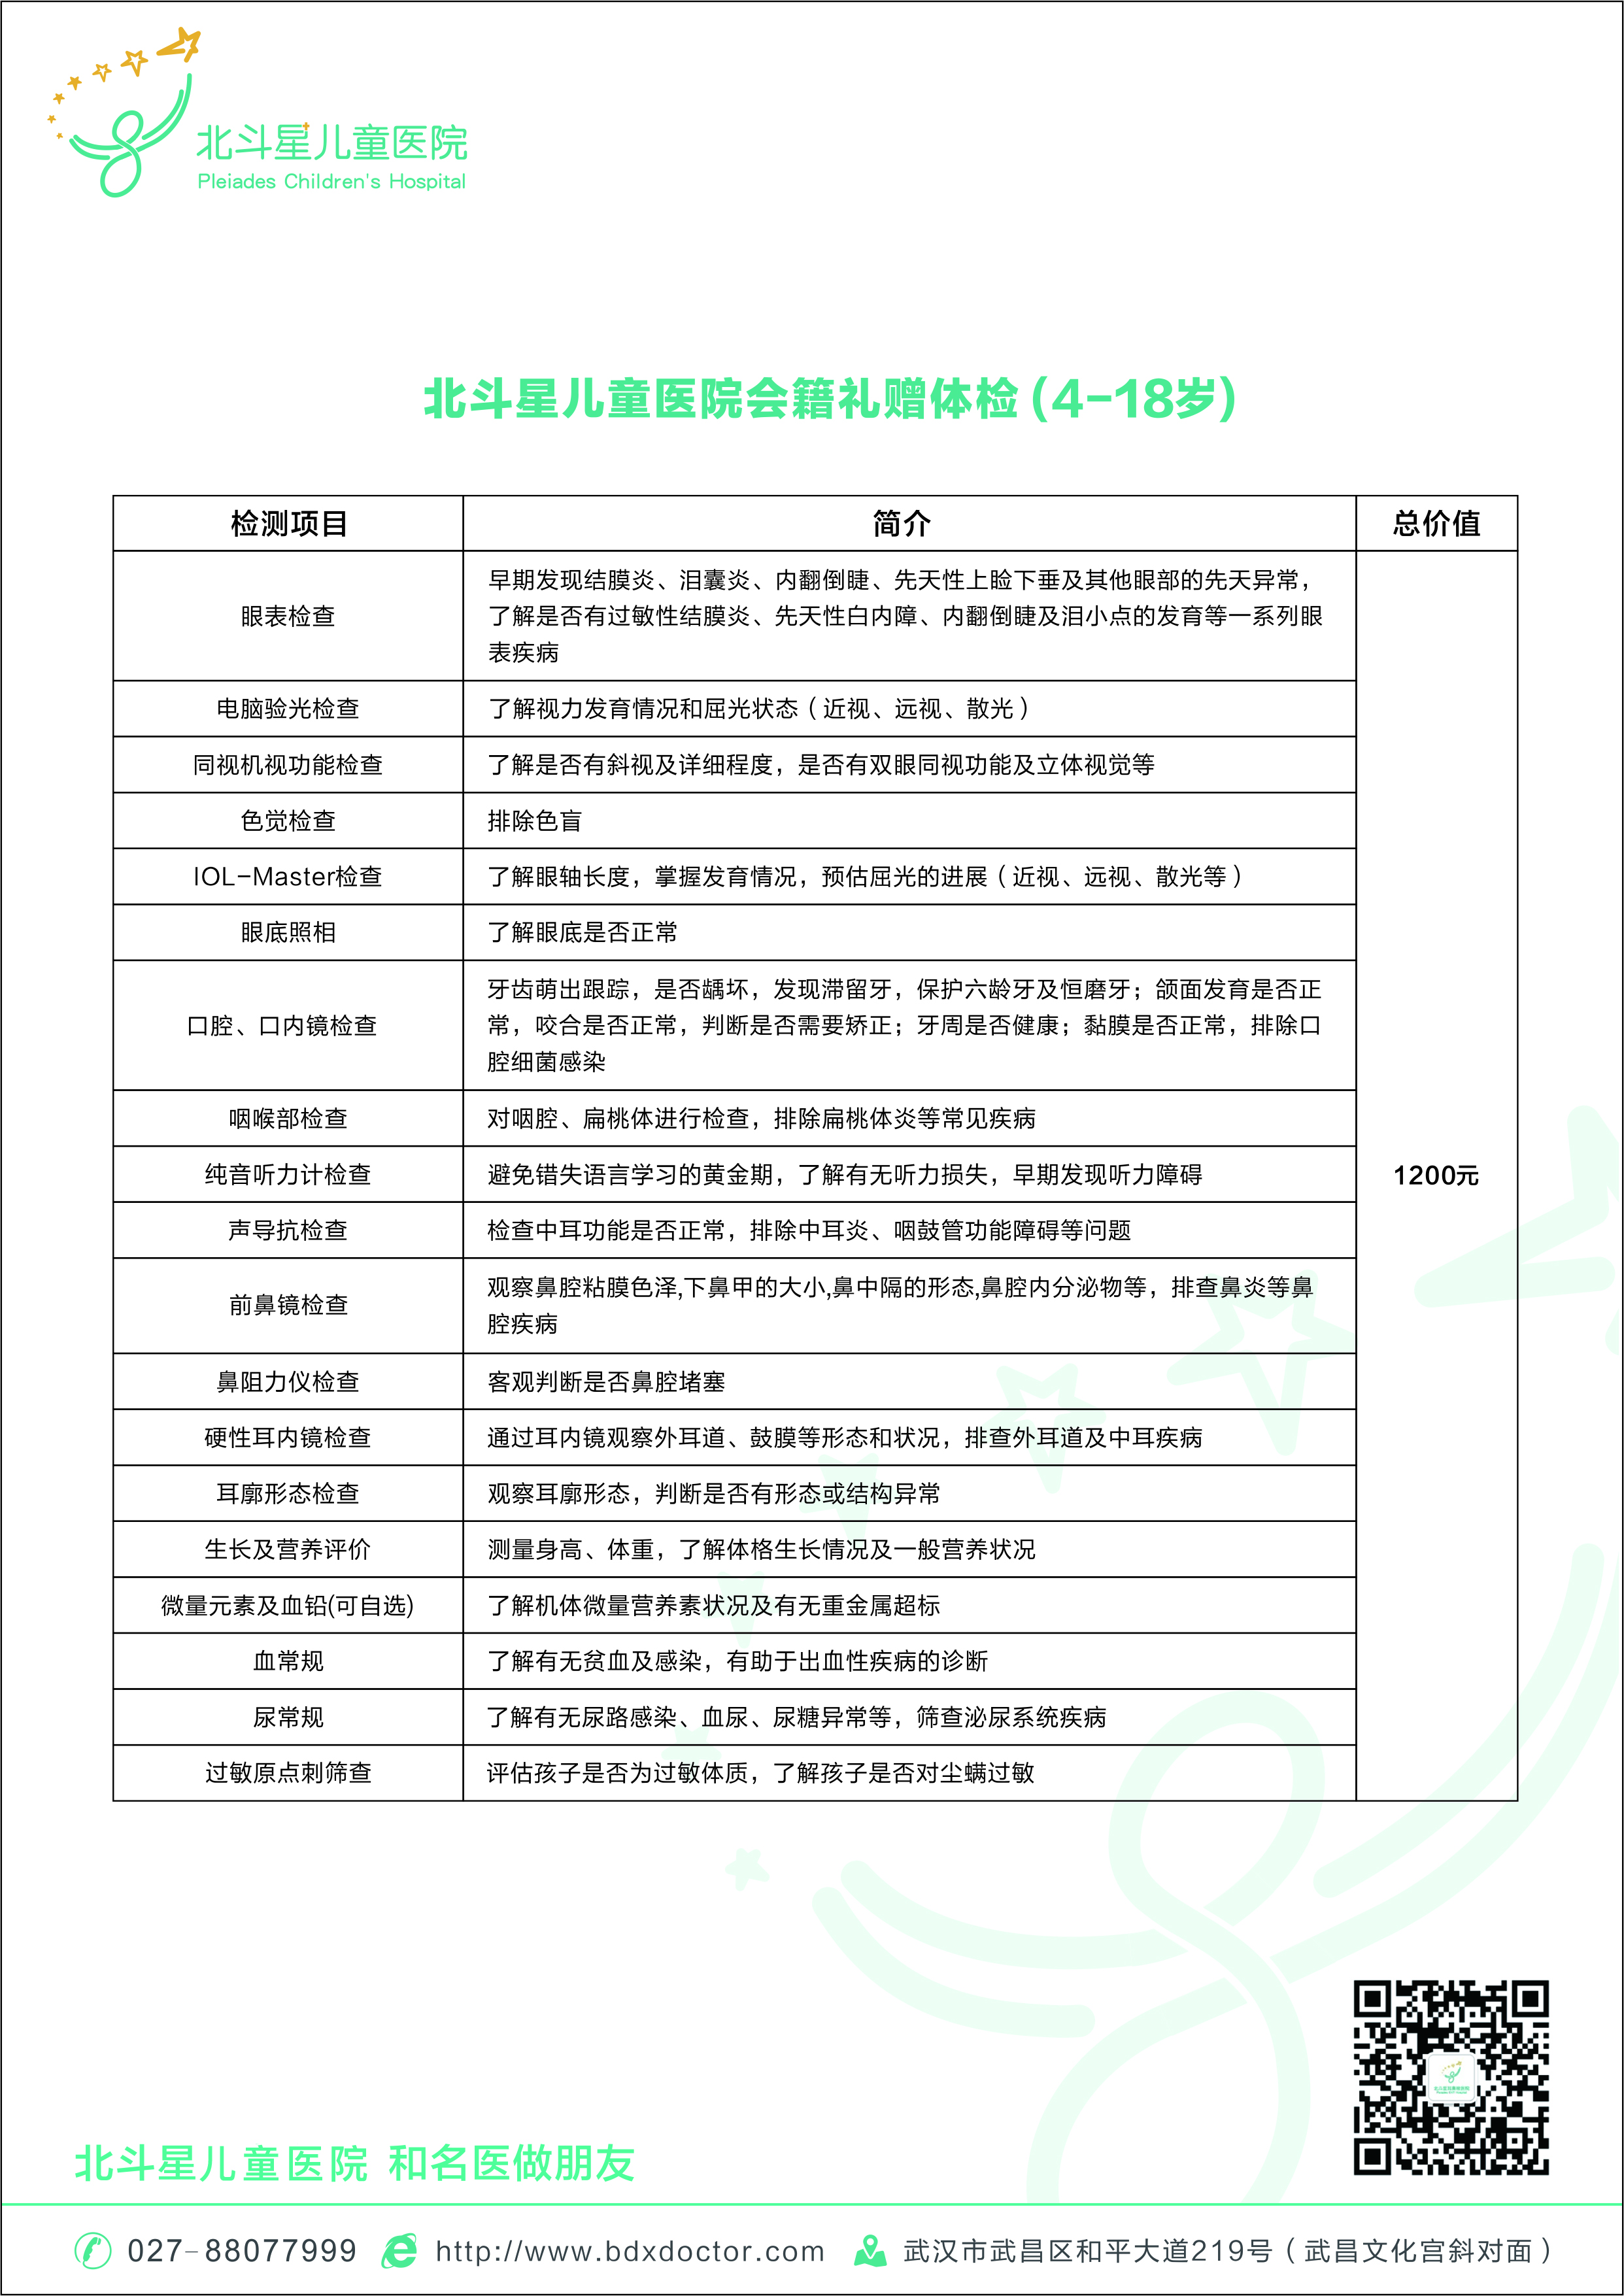 北斗星儿童医院
Pleiades Children's Hospital
北斗星儿童医院会籍礼赠体检(4-18岁)
检测项目 简介 总价值
眼表检查
早期发现结膜炎、泪囊炎、内翻倒睫、先天性上睑下垂及其他眼部的先天异常，
了解是否有过敏性结膜炎、先天性白内障、内翻倒睫及泪小点的发育等一系列眼
表疾病
电脑验光检查 了解视力发育情况和屈光状态（近视、远视、散光）
同视机视功能检查 了解是否有斜视及详细程度，是否有双眼同视功能及立体视觉等
色觉检查 排除色盲
IOL-Master检查 了解眼轴长度，掌握发育情况，预估屈光的进展（近视、远视、散光等）
眼底照相 了解眼底是否正常
口腔、口内镜检查
牙齿萌出跟踪，是否龋坏，发现滞留牙，保护六龄牙及恒磨牙；颌面发育是否正
常，咬合是否正常，判断是否需要矫正；牙周是否健康；黏膜是否正常，排除口
腔细菌感染
咽喉部检查 对咽腔、扁桃体进行检查，排除扁桃体炎等常见疾病
纯音听力计检查 避免错失语言学习的黄金期，了解有无听力损失，早期发现听力障碍
1200元
声导抗检查 检查中耳功能是否正常，排除中耳炎、咽鼓管功能障碍等问题
前鼻镜检查
观察鼻腔粘膜色泽,下鼻甲的大小,鼻中隔的形态,鼻腔内分泌物等，排查鼻炎等鼻
腔疾病
鼻阻力仪检查 客观判断是否鼻腔堵塞
硬性耳内镜检查 通过耳内镜观察外耳道、鼓膜等形态和状况，排查外耳道及中耳疾病
耳廓形态检查 观察耳廓形态，判断是否有形态或结构异常
生长及营养评价 测量身高、体重，了解体格生长情况及一般营养状况
微量元素及血铅(可自选) 了解机体微量营养素状况及有无重金属超标
血常规 了解有无贫血及感染，有助于出血性疾病的诊断
尿常规 了解有无尿路感染、血尿、尿糖异常等，筛查泌尿系统疾病
过敏原点刺筛查 评估孩子是否为过敏体质，了解孩子是否对尘螨过敏
北斗星儿童医院 和名医做朋友
027-88077999 http://www.bdxdoctor.com 武汉市武昌区和平大道219号（武昌文化宫斜对面）